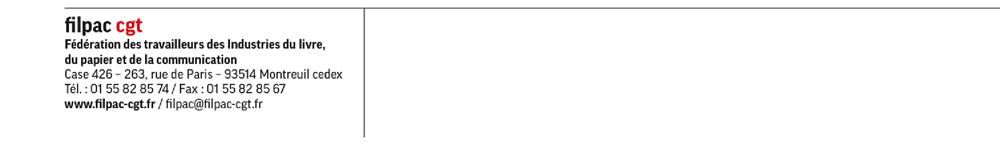 filpac cgt
Fédération des travailleurs des Industries du livre,
du papier et de la communication
Case 426 – 263, rue de Paris – 93514 Montreuil cedex
Tél. : 01 55 82 85 74 / Fax : 01 55 82 85 67
www.filpac-cgt.fr / filpac@filpac-cgt.fr